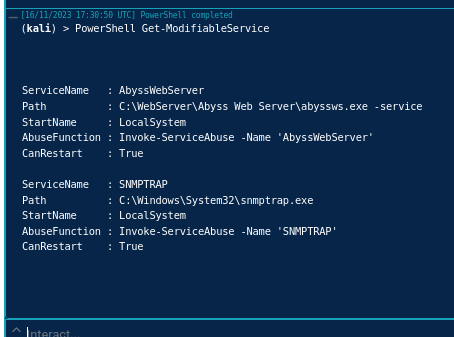 [16/11/2023 17:30:50 UTC] PowerShell completed
(kali) > PowerShell Get-ModifiableService
ServiceName   : AbyssWebServer
Path          : C:\WebServer\Abyss Web Server\abyssws.exe -service
StartName     : LocalSystem
AbuseFunction : Invoke-ServiceAbuse -Name 'AbyssWebServer'
CanRestart    : True
ServiceName   : SNMPTRAP
Path          : C:\Windows\System32\snmptrap.exe
StartName     : LocalSystem
AbuseFunction : Invoke-ServiceAbuse -Name 'SNMPTRAP'
CanRestart    : True
Interact...